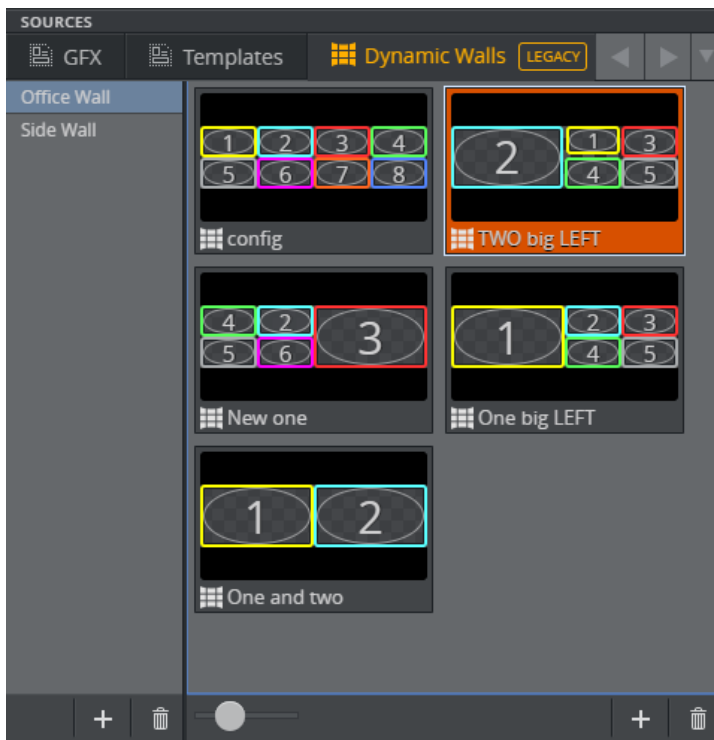 SOURCES
GFX Templates Dynamic Walls LEGACY
Office Wall
Side Wall
1 2 3 4
5 6 7 8
config
2 1 3
4 5
TWO big LEFT
4 2 3
5 6
New one
1 2 3
4 5
One big LEFT
1 2
One and two